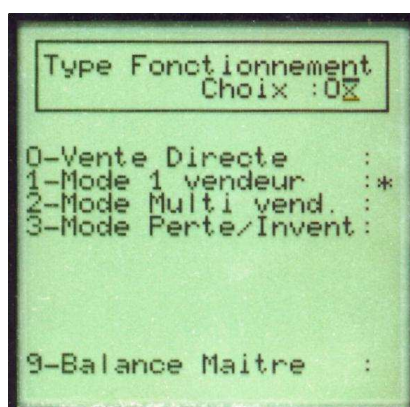 Type Fonctionnement
Choix :0
0-Vente Directe :
1-Mode 1 vendeur :*
2-Mode Multi vend. :
3-Mode Perte/Invent:
9-Balance Maitre :